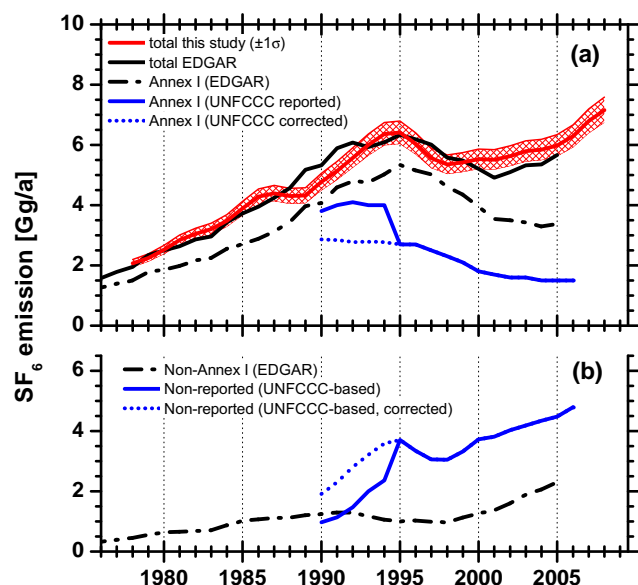 total this study (±1σ)
total EDGAR
Annex I (EDGAR)
Annex I (UNFCCC reported)
Annex I (UNFCCC corrected)
(a)
10
8
6
4
2
0
SF6 emission [Gg/a]
Non-Annex I (EDGAR)
Non-reported (UNFCCC-based)
Non-reported (UNFCCC-based, corrected)
(b)
6
4
2
0
1980 1985 1990 1995 2000 2005